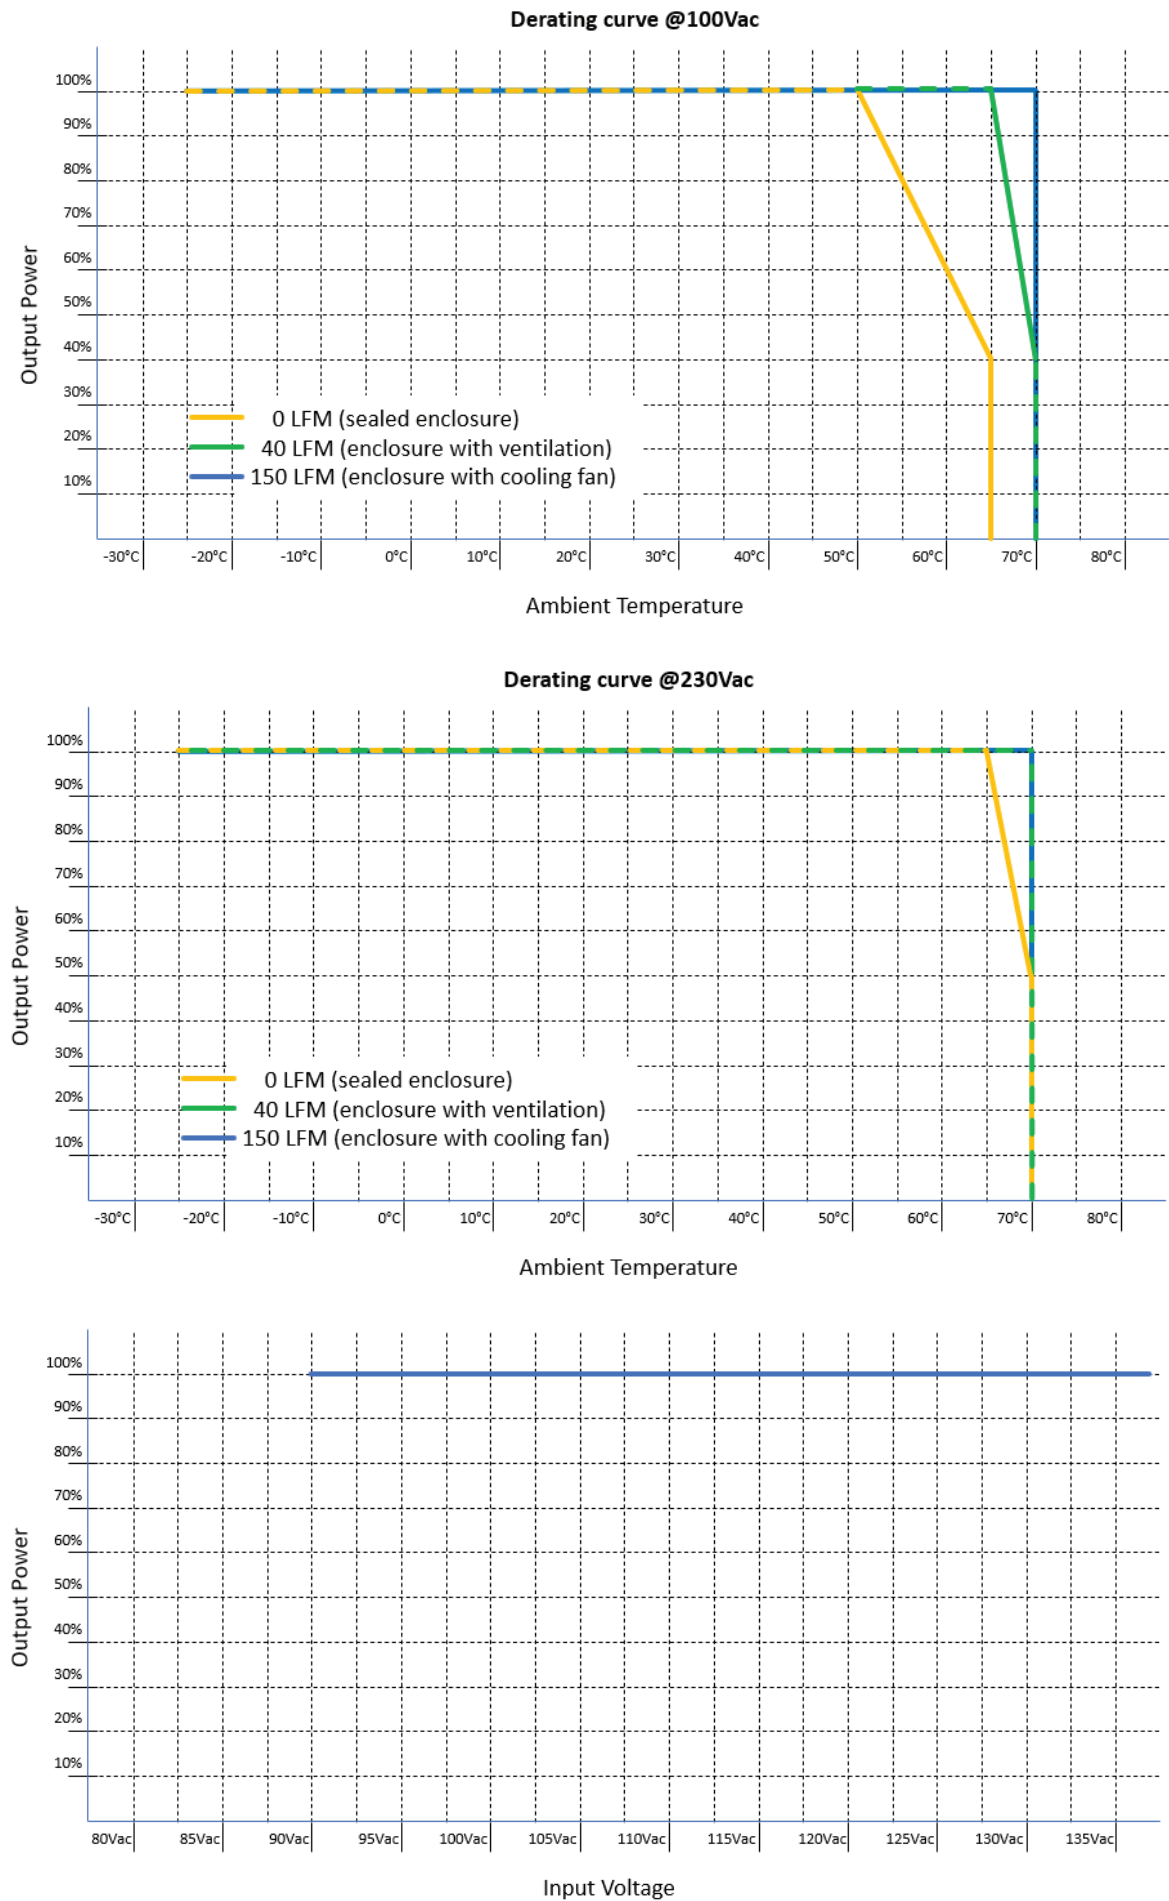 Derating curve @100Vac
100%
90%
80%
70%
60%
50%
40%
30%
20%
10%
Output Power
0 LFM (sealed enclosure)
40 LFM (enclosure with ventilation)
150 LFM (enclosure with cooling fan)
-30°C -20°C -10°C 0°C 10°C 20°C 30°C 40°C 50°C 60°C 70°C 80°C
Ambient Temperature
Derating curve @230Vac
100%
90%
80%
70%
60%
50%
40%
30%
20%
10%
Output Power
0 LFM (sealed enclosure)
40 LFM (enclosure with ventilation)
150 LFM (enclosure with cooling fan)
-30°C -20°C -10°C 0°C 10°C 20°C 30°C 40°C 50°C 60°C 70°C 80°C
Ambient Temperature
100%
90%
80%
70%
60%
50%
40%
30%
20%
10%
Output Power
80Vac 85Vac 90Vac 95Vac 100Vac 105Vac 110Vac 115Vac 120Vac 125Vac 130Vac 135Vac
Input Voltage